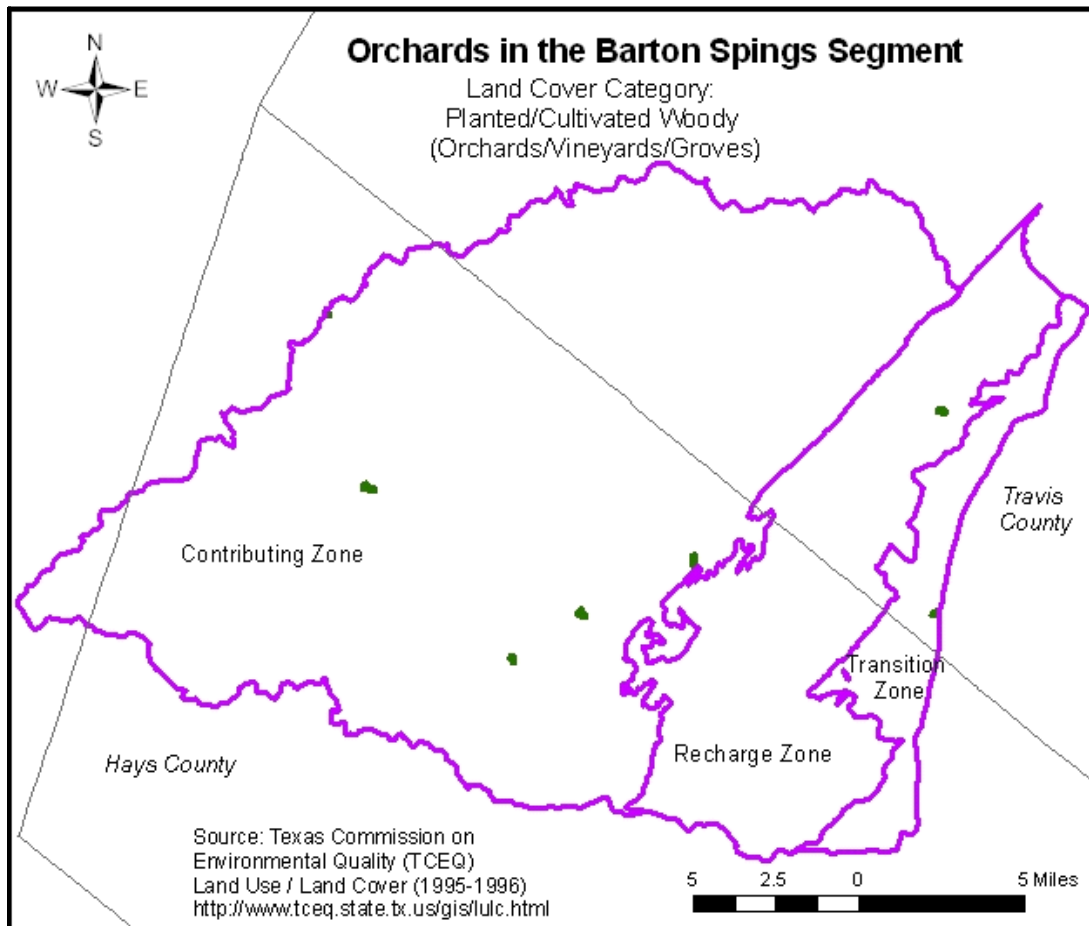 N
W E
S
Orchards in the Barton Spings Segment
Land Cover Category:
Planted/Cultivated Woody
(Orchards/Vineyards/Groves)
Travis
County
Contributing Zone
Transition
Zone
Recharge Zone
Hays County
Source: Texas Commission on
Environmental Quality (TCEQ)
Land Use / Land Cover (1995-1996)
http://www.tceq.state.tx.us/gis/lulc.html
5 2.5 0 5 Miles